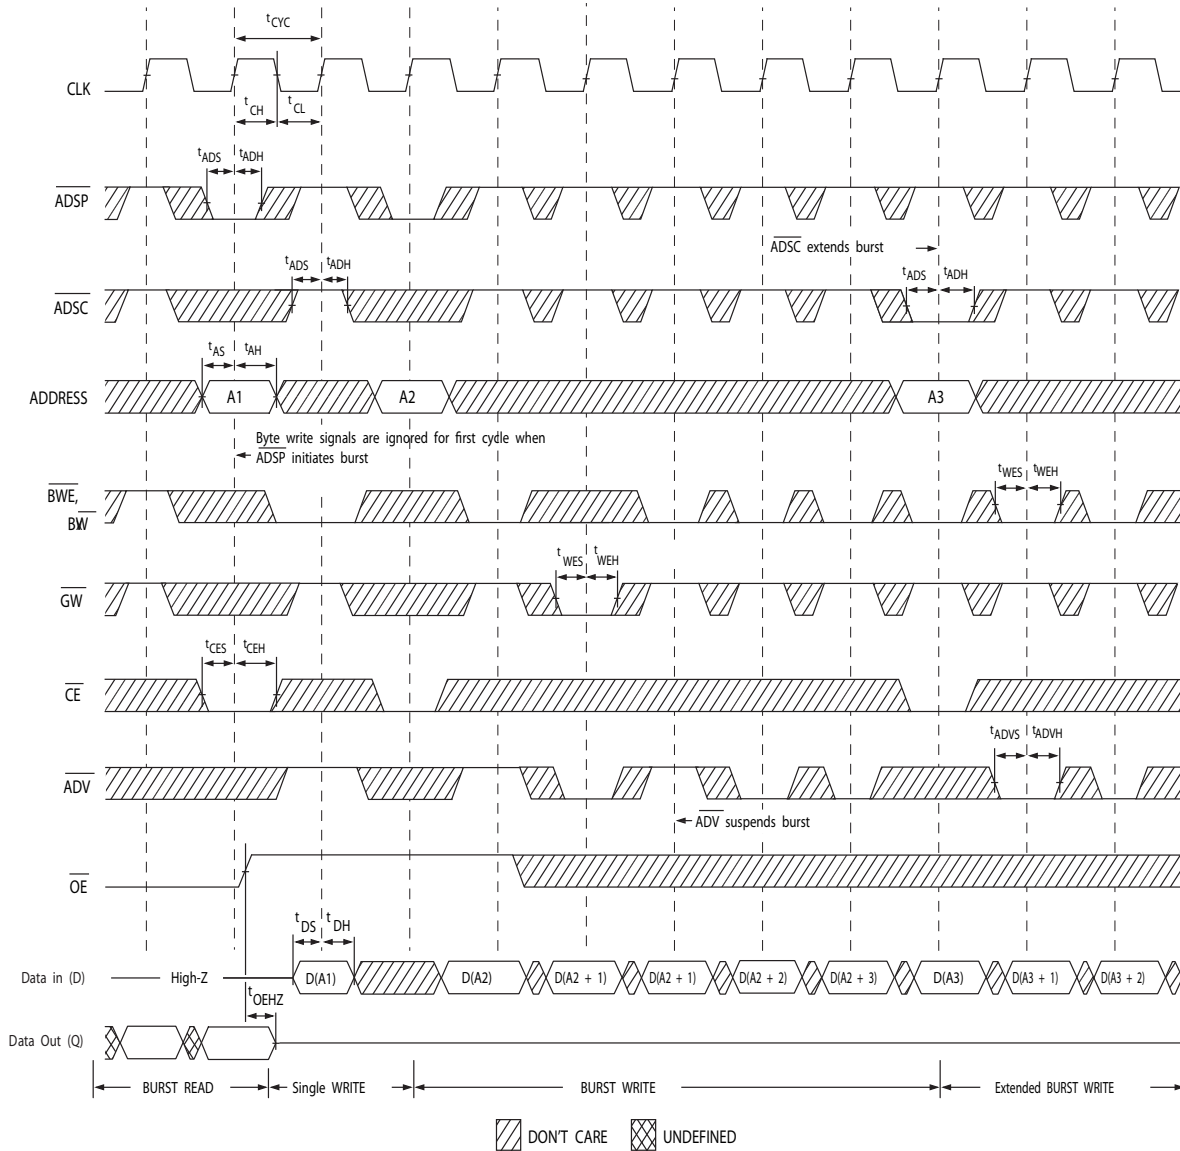 tCYC
CLK
tCH
tCL
tADS
tADH
ADSP
ADSC extends burst
tADS
tADH
tADS
tADH
ADSC
tAS
tAH
ADDRESS
A1
A2
A3
Byte write signals are ignored for first cycle when
ADSP initiates burst
tWES
tWEH
BWE,
tWES
tWEH
GW
tCES
tCEH
CE
tADVS
tADVH
ADV
ADV suspends burst
OE
tDS
tDH
Data in (D)
High-Z
D(A1)
D(A2)
D(A2 + 1)
D(A2 + 1)
D(A2 + 2)
D(A2 + 3)
D(A3)
D(A3 + 1)
D(A3 + 2)
tOEHZ
Data Out (Q)
BURST READ
Single WRITE
BURST WRITE
Extended BURST WRITE
DON'T CARE
UNDEFINED